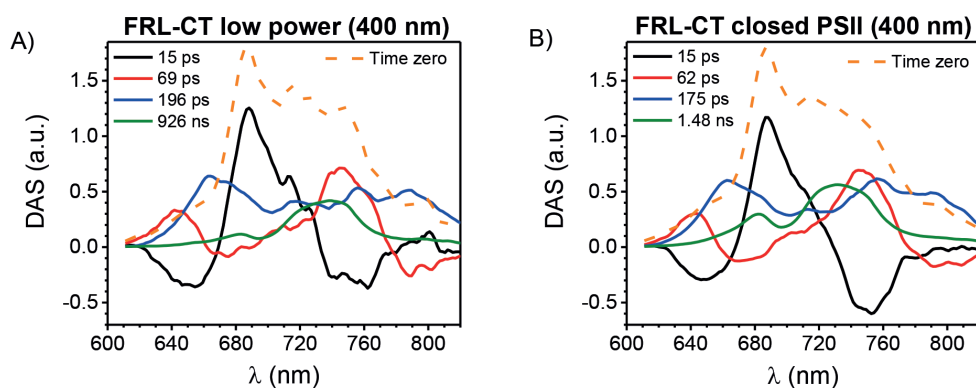 A)
FRL-CT low power (400 nm)
15 ps
69 ps
196 ps
926 ns
Time zero
DAS (a.u.)
1.5
1.0
0.5
0.0
-0.5
600 640 680 720 760 800
λ (nm)
B)
FRL-CT closed PSII (400 nm)
15 ps
62 ps
175 ps
1.48 ns
Time zero
DAS (a.u.)
1.5
1.0
0.5
0.0
-0.5
600 640 680 720 760 800
λ (nm)